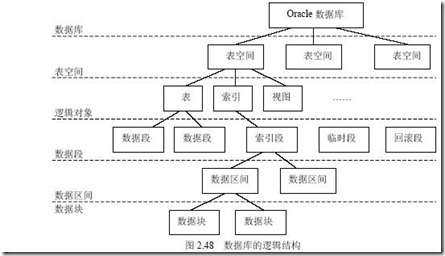 Oracle 数据库
数据库
表空间 表空间 表空间
表空间
表 索引 视图 ……
逻辑对象
数据段 数据段 索引段 临时段 回滚段
数据段
数据区间 数据区间
数据区间
数据块
数据块 数据块
图 2.48 数据库的逻辑结构